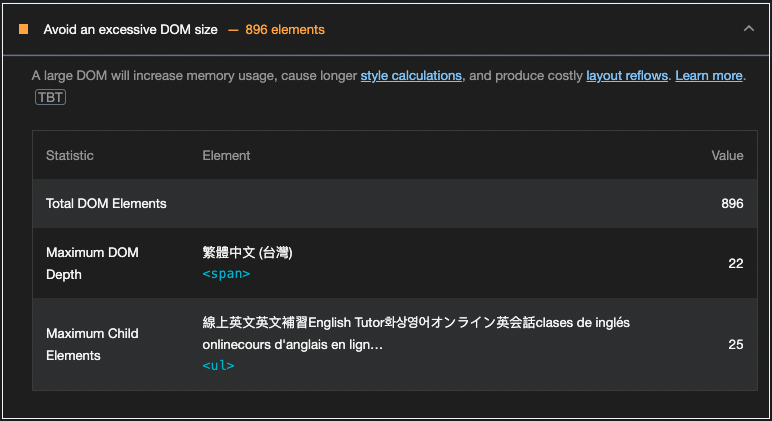 Avoid an excessive DOM size — 896 elements
A large DOM will increase memory usage, cause longer style calculations, and produce costly layout reflows. Learn more.
TBT
Statistic Element Value
Total DOM Elements 896
Maximum DOM Depth 繁體中文 (台灣) <span> 22
Maximum Child Elements 線上英文英文補習English Tutor화상영어オンライン英会話clases de inglés onlinecours d'anglais en lign… <ul> 25